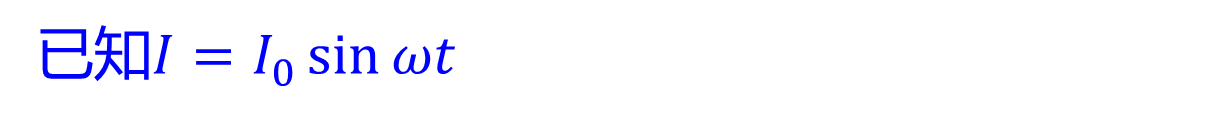 已知I = I₀ sin ωt